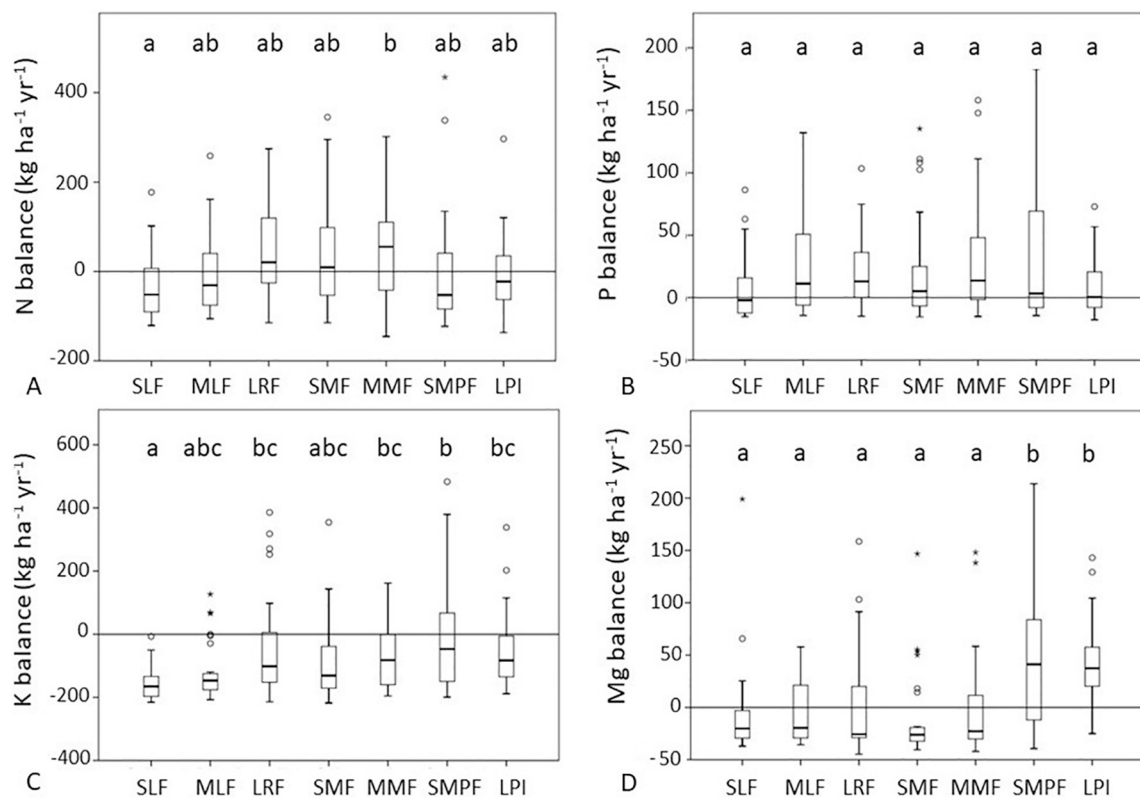 a ab ab ab b ab ab
N balance (kg ha⁻¹ yr⁻¹)
400
200
0
-200
A SLF MLF LRF SMF MMF SMPF LPI
a a a a a a a
P balance (kg ha⁻¹ yr⁻¹)
200
150
100
50
0
-50
B SLF MLF LRF SMF MMF SMPF LPI
a abc bc abc bc b bc
K balance (kg ha⁻¹ yr⁻¹)
600
400
200
0
-200
-400
C SLF MLF LRF SMF MMF SMPF LPI
a a a a a b b
Mg balance (kg ha⁻¹ yr⁻¹)
250
200
150
100
50
0
-50
D SLF MLF LRF SMF MMF SMPF LPI